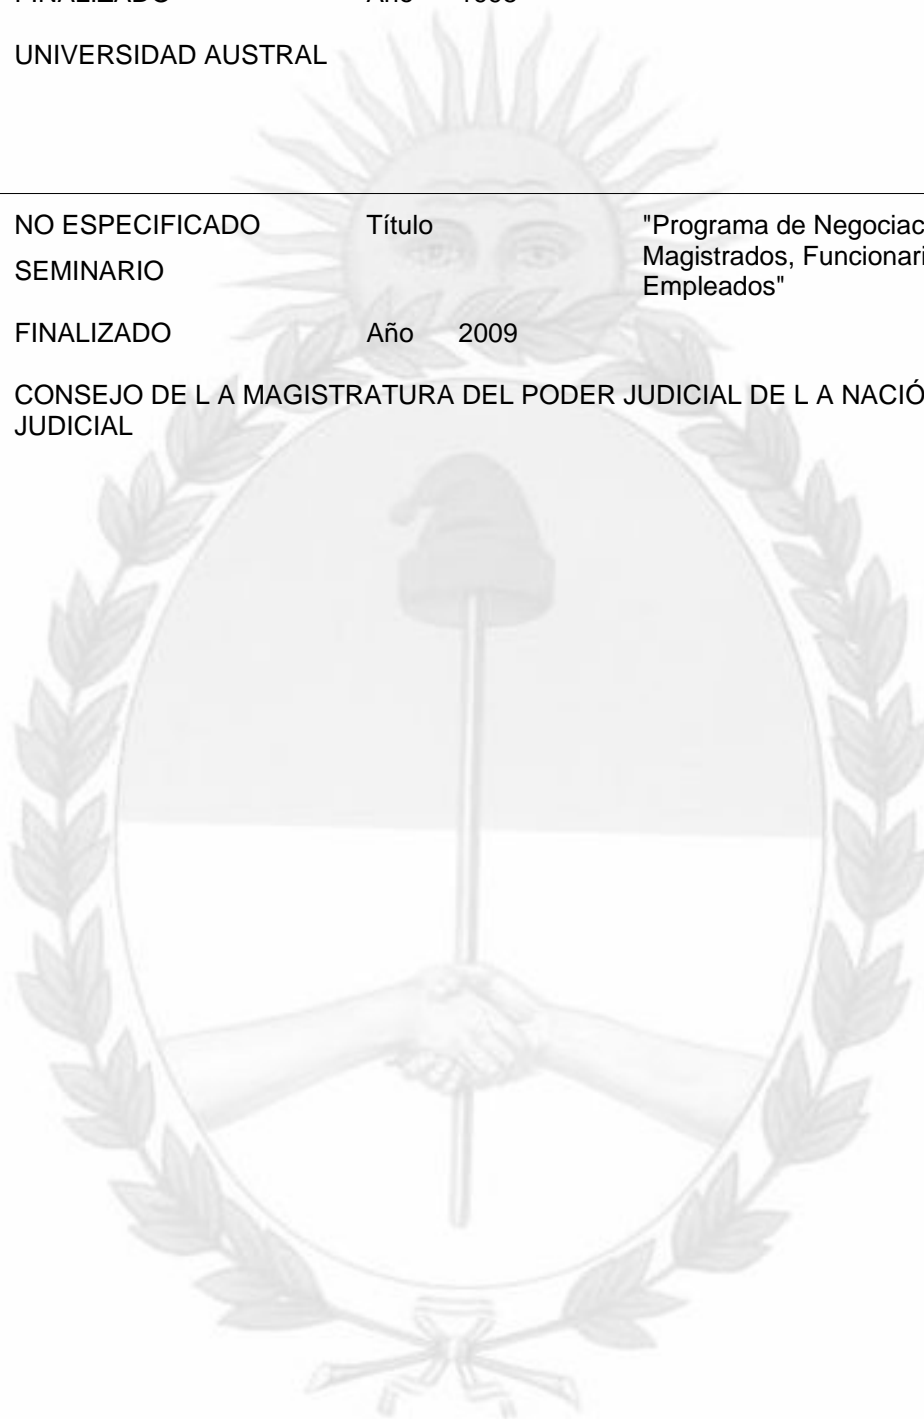 FINALIZADO Año
UNIVERSIDAD AUSTRAL
NO ESPECIFICADO Título "Programa de Negociac
SEMINARIO Magistrados, Funcionari
Empleados"
FINALIZADO Año 2009
CONSEJO DE L A MAGISTRATURA DEL PODER JUDICIAL DE L A NACIÓ
JUDICIAL